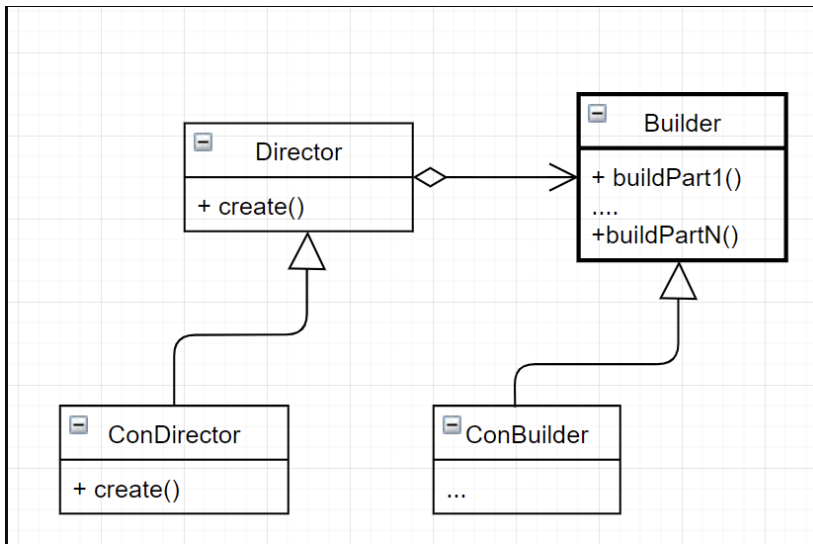 Director
+ create()
Builder
+ buildPart1()
....
+buildPartN()
ConDirector
+ create()
ConBuilder
...